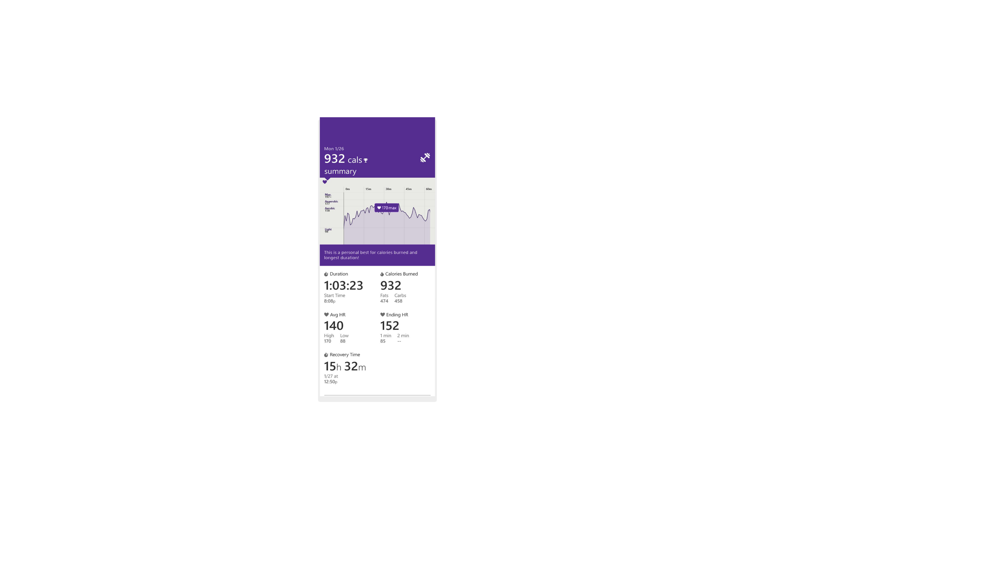 Mon 1/26
932 cals
summary
0m 15m 30m 45m 60m
Max.
197+
Anaerobic
177
Aerobic
158
170 max
Light
98
This is a personal best for calories burned and
longest duration!
Duration Calories Burned
1:03:23 932
Start Time Fats Carbs
8:08p 474 458
Avg HR Ending HR
140 152
High Low 1 min 2 min
170 88 85 --
Recovery Time
15h 32m
1/27 at
12:50p